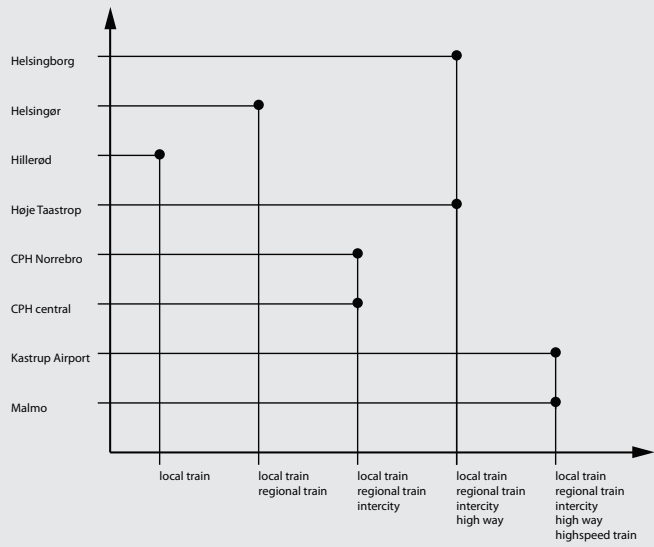 Helsingborg
Helsingør
Hillerød
Høje Taastrop
CPH Norrebro
CPH central
Kastrup Airport
Malmo
local train
local train
regional train
local train
regional train
intercity
local train
regional train
intercity
high way
local train
regional train
intercity
high way
highspeed train